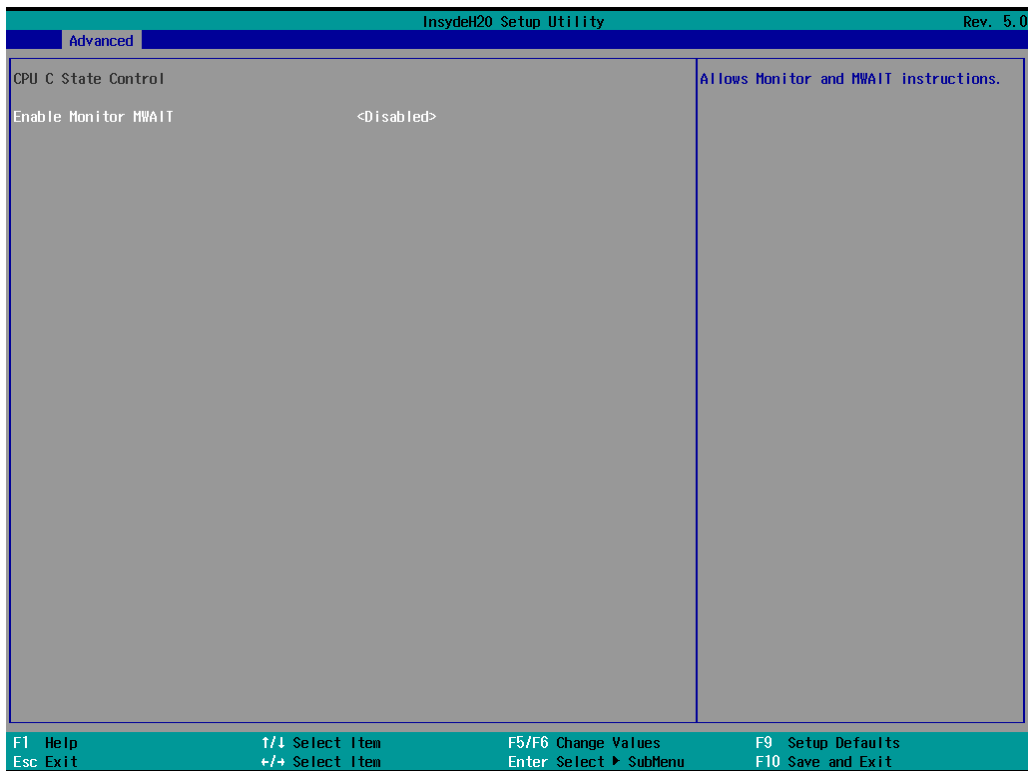 InsydeH20 Setup Utility Rev. 5.0
Advanced
CPU C State Control
Allows Monitor and MWAIT instructions.
Enable Monitor MWAIT <Disabled>
F1 Help ↑/↓ Select Item F5/F6 Change Values F9 Setup Defaults
Esc Exit ←/→ Select Item Enter Select ▶ SubMenu F10 Save and Exit